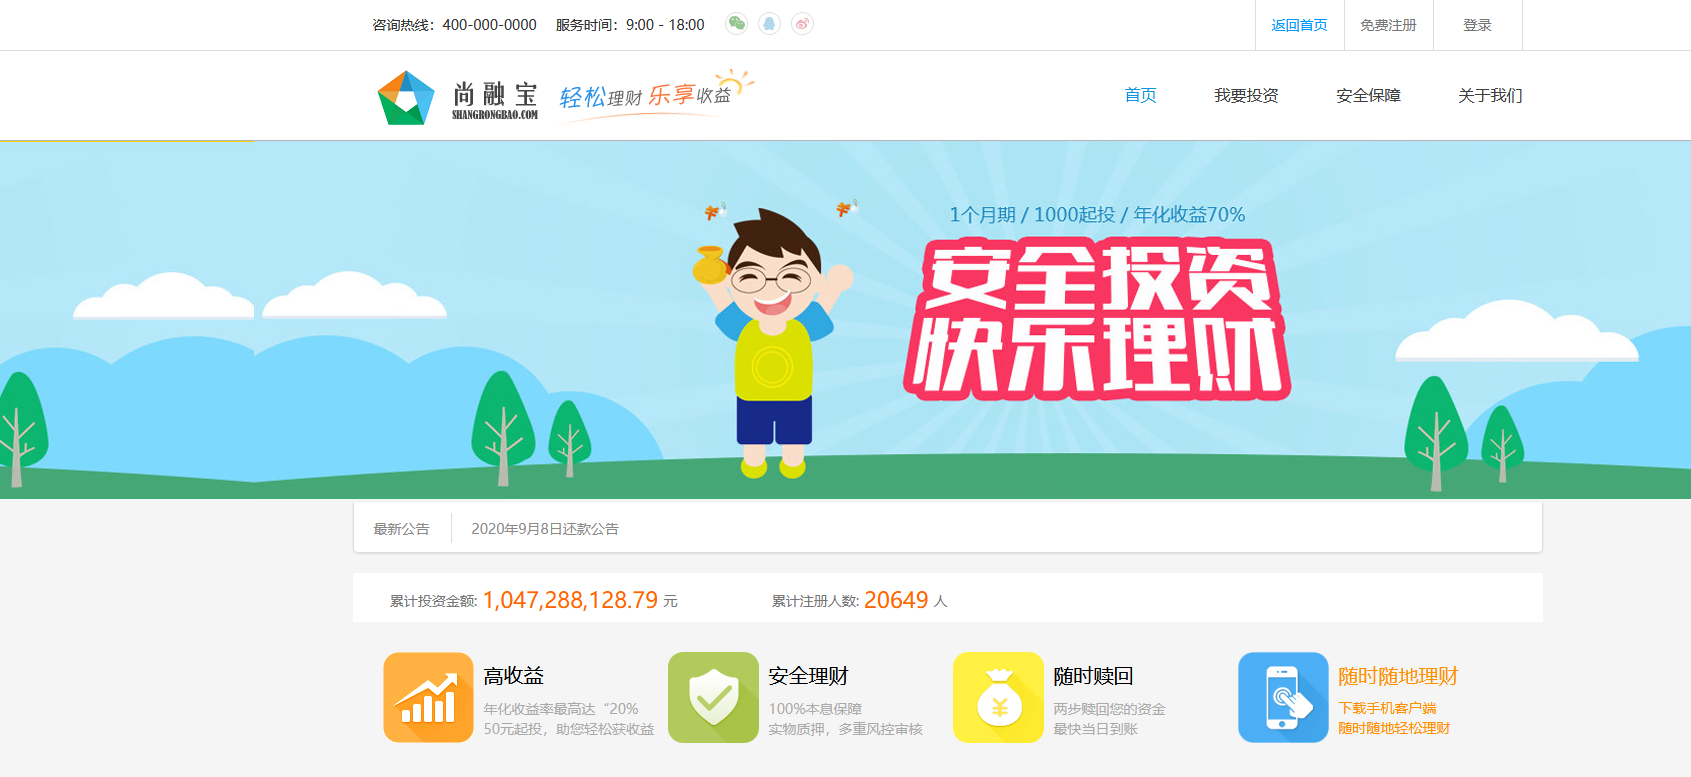 咨询热线：400-000-0000 服务时间：9:00 - 18:00
返回首页 免费注册 登录
尚融宝
SHANGRONGBAO.COM
轻松理财 乐享收益
首页 我要投资 安全保障 关于我们
1个月期 / 1000起投 / 年化收益70%
安全投资
快乐理财
最新公告 2020年9月8日还款公告
累计投资金额: 1,047,288,128.79 元 累计注册人数: 20649 人
高收益
年化收益率最高达“20%
50元起投，助您轻松获收益
安全理财
100%本息保障
实物质押，多重风控审核
随时赎回
两步赎回您的资金
最快当日到账
随时随地理财
下载手机客户端
随时随地轻松理财